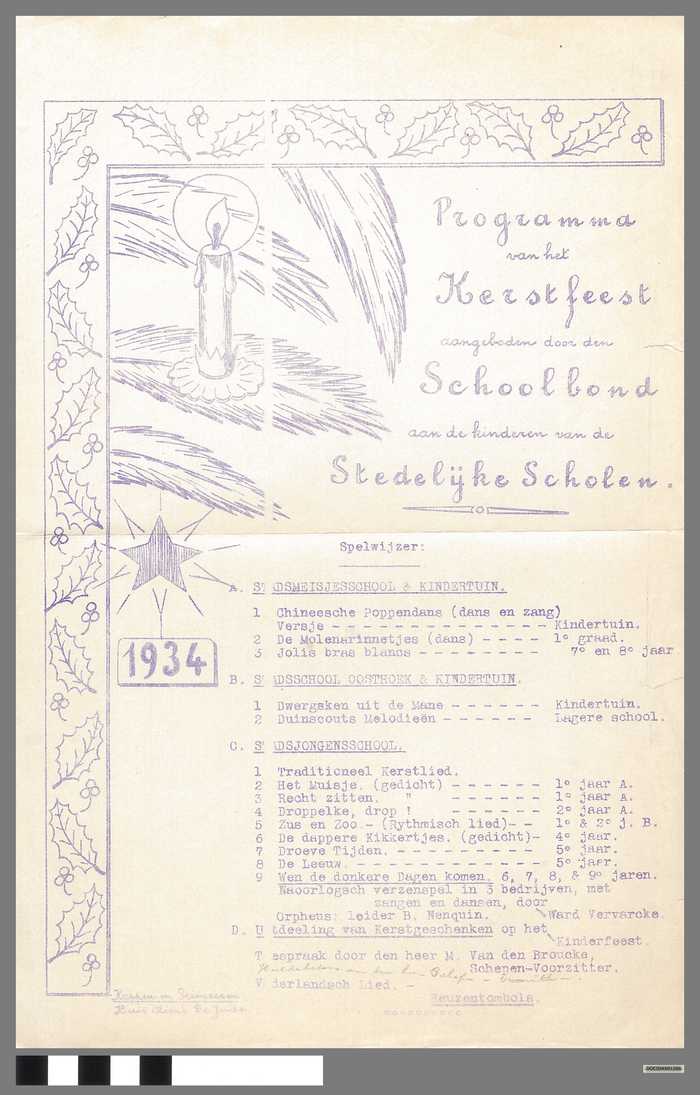 Programma
van het
Kerstfeest
aangeboden door den
Schoolbond
aan de kinderen van de
Stedelijke Scholen.
Spelwijzer:
1934
A. STADSMEISJESSCHOOL & KINDERTUIN.
1 Chineesche Poppendans (dans en zang)
Versje - - - - - - - - - - - - - - - Kindertuin.
2 De Molenarinnetjes (dans) - - - - 1° graad.
3 Jolis bras blancs - - - - - - - - 7° en 8° jaar
B. STADSSCHOOL OOSTHOEK & KINDERTUIN.
1 Dwergsken uit de Mane - - - - - - Kindertuin.
2 Duinscouts Melodieën - - - - - - Lagere school.
C. STADSJONGENSSCHOOL.
1 Traditioneel Kerstlied.
2 Het Muisje. (gedicht) - - - - - - 1° jaar A.
3 Recht zitten. " - - - - - - 1° jaar A.
4 Droppelke, drop ! - - - - - - 2° jaar A.
5 Zus en Zoo - (Rythmisch lied)- - 1° & 2° j. B.
6 De dappere Kikkertjes. (gedicht)- 4° jaar.
7 Droeve Tijden. - - - - - - - - - - 5° jaar.
8 De Leeuw. - - - - - - - - - - - - - 5° jaar.
9 Wen de donkere Dagen komen. 6, 7, 8, & 9° jaren.
Naoorlogsch verzenspel in 3 bedrijven, met
zangen en dansen, door
Orpheus: leider B. Nenquin. Ward Vervarcke.
D. Uitdeeling van Kerstgeschenken op het
Kinderfeest.
Toespraak door den heer M. Van den Broucke,
Schepen-Voorzitter.
Vaderlandsch Lied. -
Reuzentombola.